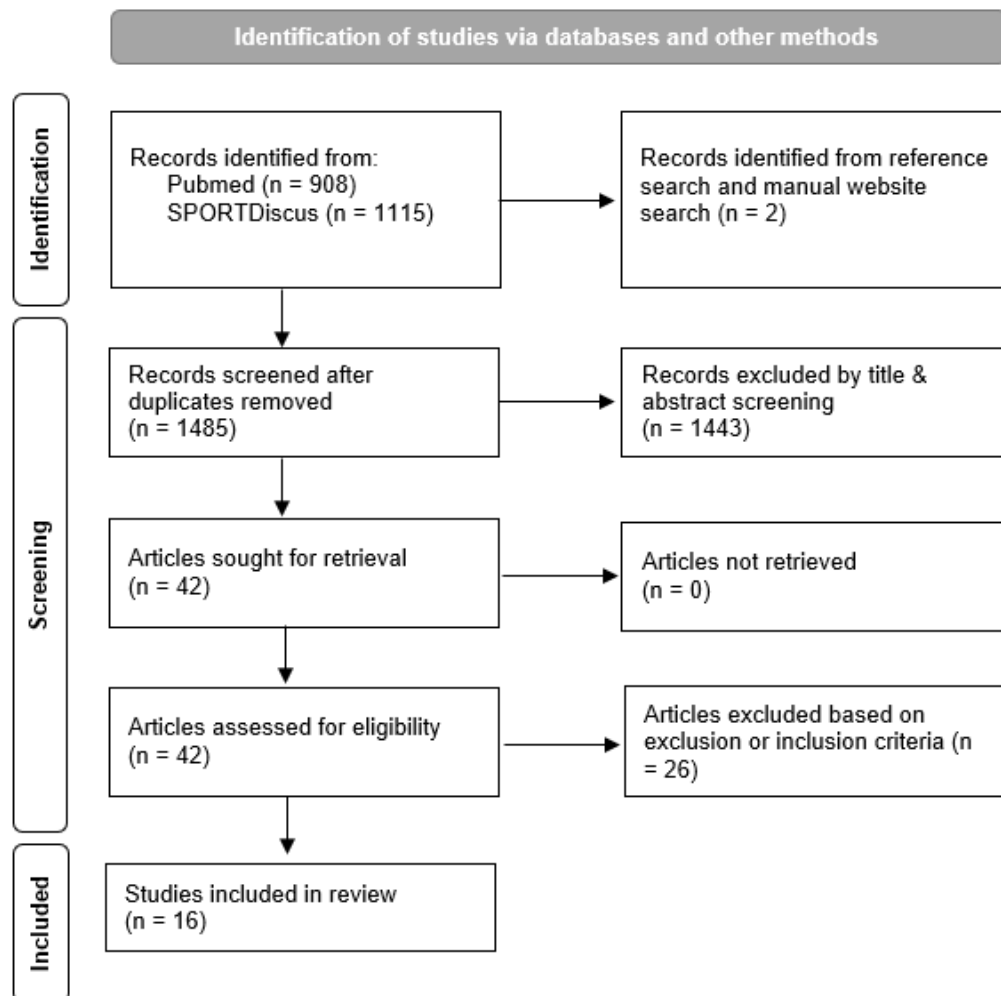 Identification of studies via databases and other methods
Identification
Records identified from:
Pubmed (n = 908)
SPORTDiscus (n = 1115)
Records identified from reference
search and manual website
search (n = 2)
Screening
Records screened after
duplicates removed
(n = 1485)
Records excluded by title &
abstract screening
(n = 1443)
Articles sought for retrieval
(n = 42)
Articles not retrieved
(n = 0)
Articles assessed for eligibility
(n = 42)
Articles excluded based on
exclusion or inclusion criteria (n
= 26)
Included
Studies included in review
(n = 16)